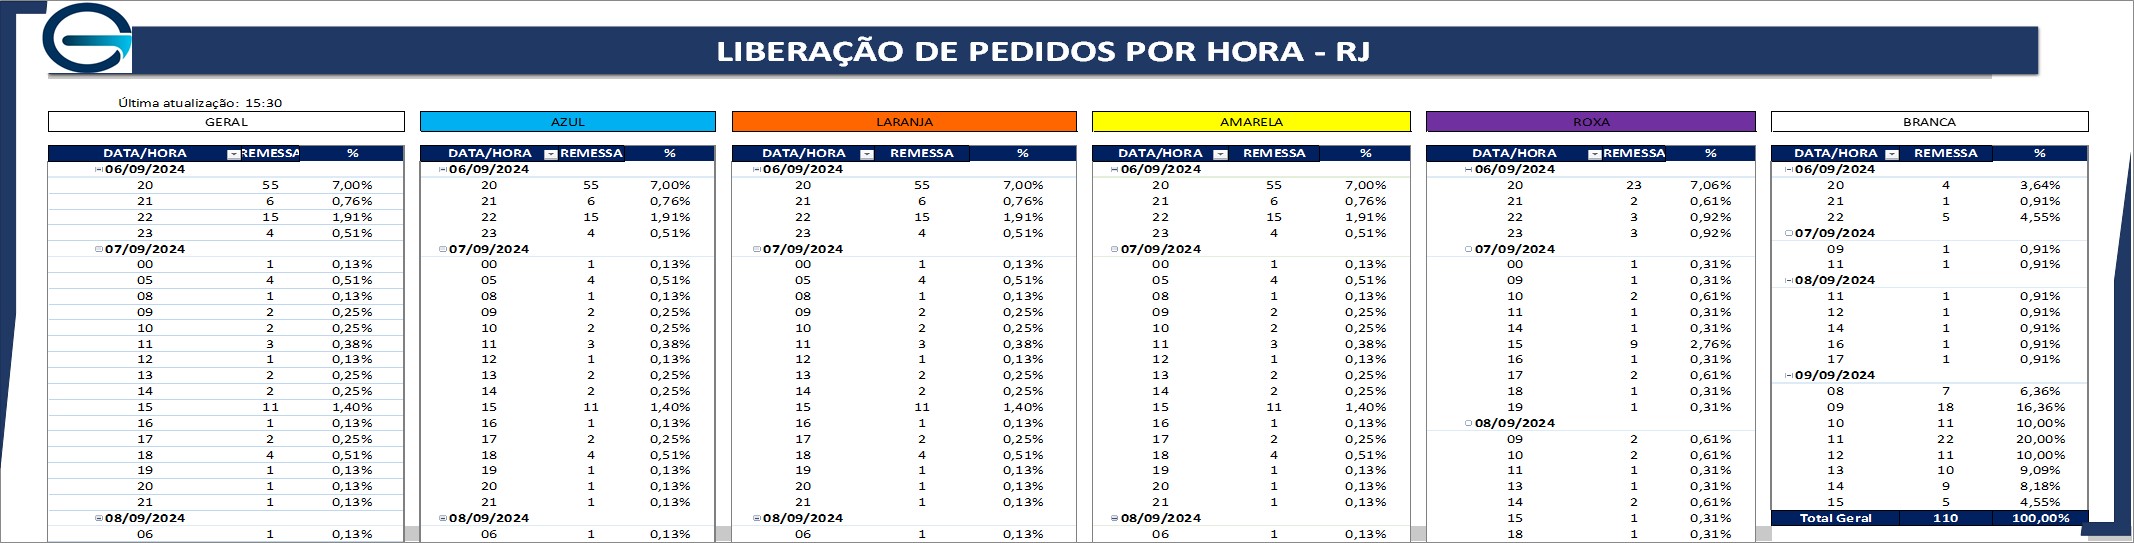 LIBERAÇÃO DE PEDIDOS POR HORA - RJ
Última atualização: 15:30
GERAL AZUL LARANJA AMARELA ROXA BRANCA
DATA/HORA REMESSA % DATA/HORA REMESSA % DATA/HORA REMESSA % DATA/HORA REMESSA % DATA/HORA REMESSA % DATA/HORA REMESSA %
06/09/2024 06/09/2024 06/09/2024 06/09/2024 06/09/2024 06/09/2024
20 55 7,00% 20 55 7,00% 20 55 7,00% 20 55 7,00% 20 23 7,06% 20 4 3,64%
21 6 0,76% 21 6 0,76% 21 6 0,76% 21 6 0,76% 21 2 0,61% 21 1 0,91%
22 15 1,91% 22 15 1,91% 22 15 1,91% 22 15 1,91% 22 3 0,92% 22 5 4,55%
23 4 0,51% 23 4 0,51% 23 4 0,51% 23 4 0,51% 23 3 0,92% 07/09/2024
07/09/2024 07/09/2024 07/09/2024 07/09/2024 07/09/2024 09 1 0,91%
00 1 0,13% 00 1 0,13% 00 1 0,13% 00 1 0,13% 00 1 0,31% 11 1 0,91%
05 4 0,51% 05 4 0,51% 05 4 0,51% 05 4 0,51% 09 1 0,31% 08/09/2024
08 1 0,13% 08 1 0,13% 08 1 0,13% 08 1 0,13% 10 2 0,61% 11 1 0,91%
09 2 0,25% 09 2 0,25% 09 2 0,25% 09 2 0,25% 11 1 0,31% 12 1 0,91%
10 2 0,25% 10 2 0,25% 10 2 0,25% 10 2 0,25% 14 1 0,31% 14 1 0,91%
11 3 0,38% 11 3 0,38% 11 3 0,38% 11 3 0,38% 15 9 2,76% 16 1 0,91%
12 1 0,13% 12 1 0,13% 12 1 0,13% 12 1 0,13% 16 1 0,31% 17 1 0,91%
13 2 0,25% 13 2 0,25% 13 2 0,25% 13 2 0,25% 17 2 0,61% 09/09/2024
14 2 0,25% 14 2 0,25% 14 2 0,25% 14 2 0,25% 18 1 0,31% 08 7 6,36%
15 11 1,40% 15 11 1,40% 15 11 1,40% 15 11 1,40% 19 1 0,31% 09 18 16,36%
16 1 0,13% 16 1 0,13% 16 1 0,13% 16 1 0,13% 08/09/2024 10 11 10,00%
17 2 0,25% 17 2 0,25% 17 2 0,25% 17 2 0,25% 09 2 0,61% 11 22 20,00%
18 4 0,51% 18 4 0,51% 18 4 0,51% 18 4 0,51% 10 2 0,61% 12 11 10,00%
19 1 0,13% 19 1 0,13% 19 1 0,13% 19 1 0,13% 11 1 0,31% 13 10 9,09%
20 1 0,13% 20 1 0,13% 20 1 0,13% 20 1 0,13% 13 1 0,31% 14 9 8,18%
21 1 0,13% 21 1 0,13% 21 1 0,13% 21 1 0,13% 14 2 0,61% 15 5 4,55%
08/09/2024 08/09/2024 08/09/2024 08/09/2024 15 1 0,31% Total Geral 110 100,00%
06 1 0,13% 06 1 0,13% 06 1 0,13% 06 1 0,13% 18 1 0,31%